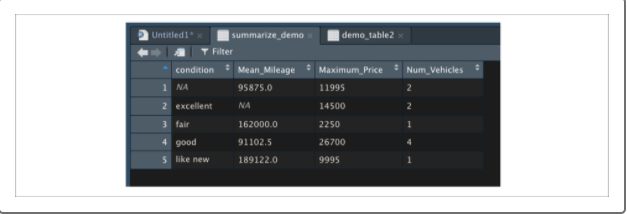 Untitled1* × summarize_demo × demo_table2 ×
Filter
condition Mean_Mileage Maximum_Price Num_Vehicles
1 NA 95875.0 11995 2
2 excellent NA 14500 2
3 fair 162000.0 2250 1
4 good 91102.5 26700 4
5 like new 189122.0 9995 1